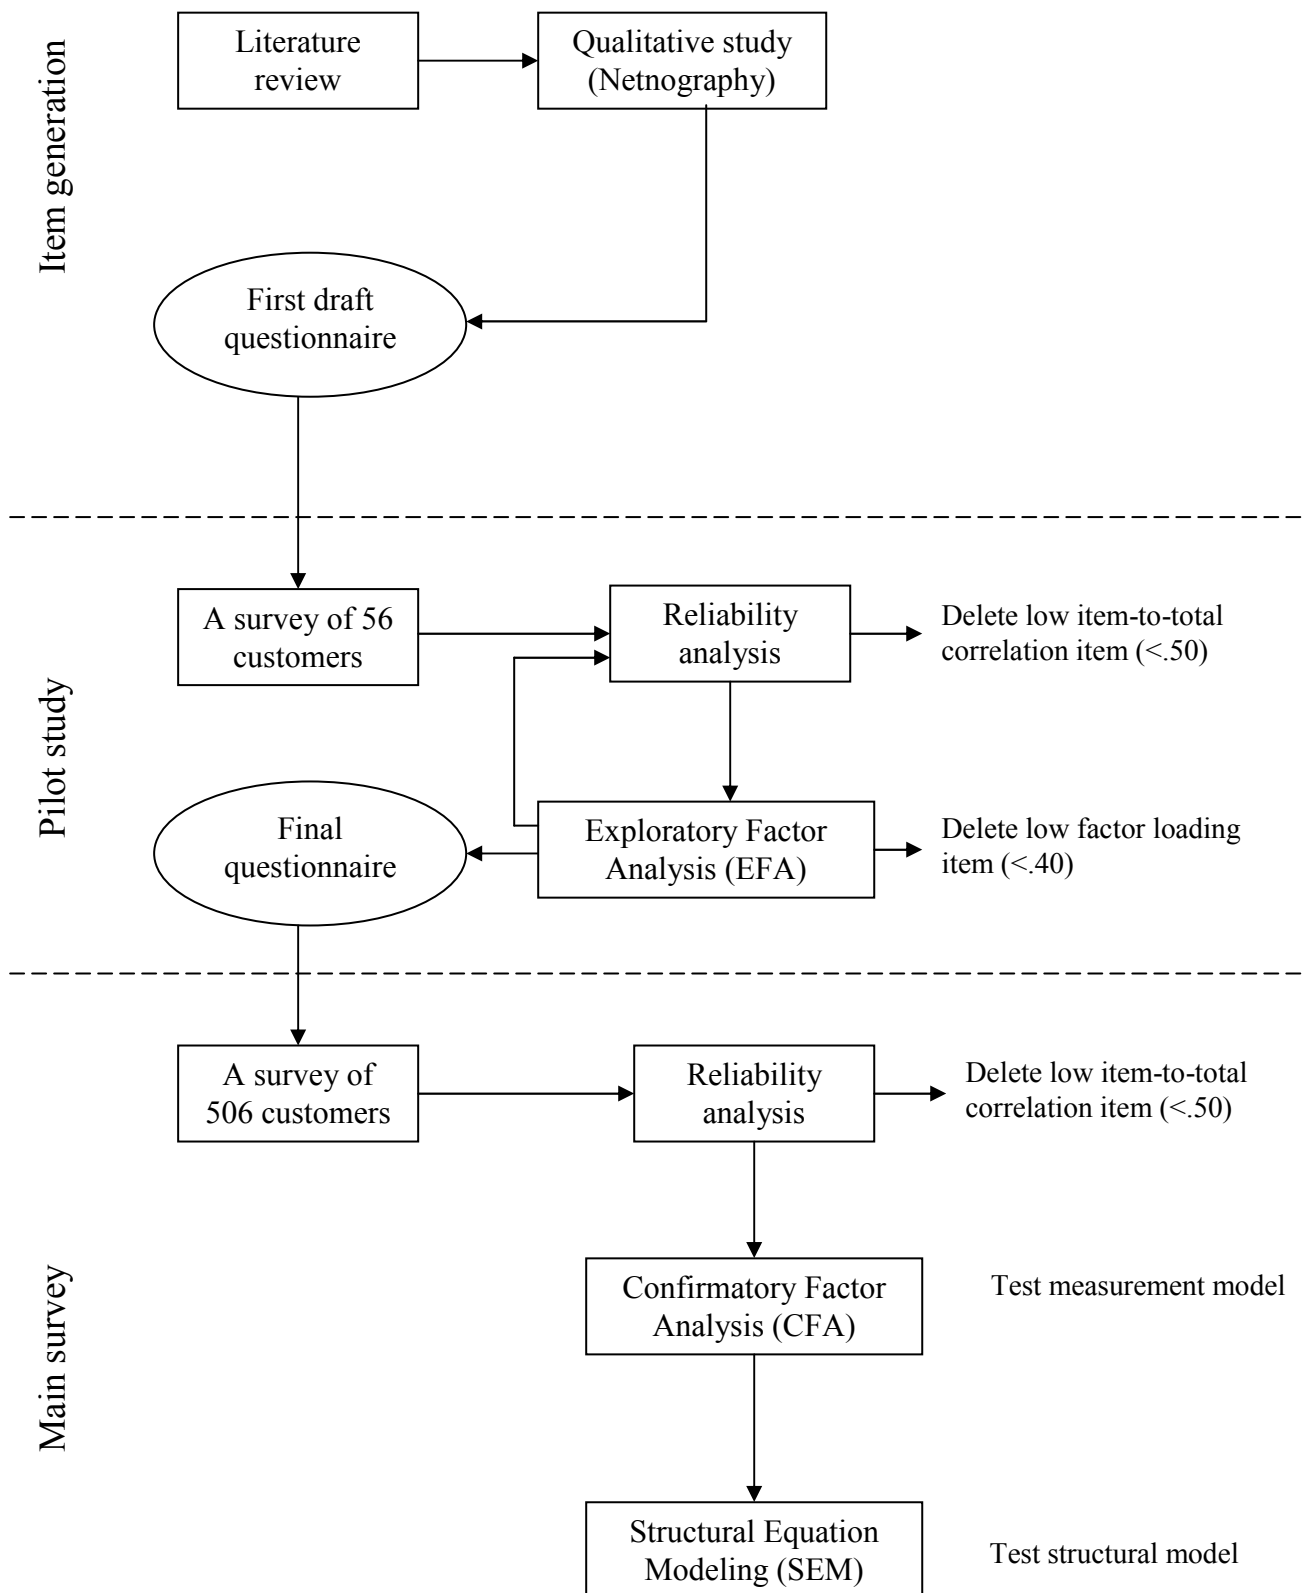 Item generation
Literature
review
Qualitative study
(Netnography)
First draft
questionnaire
Pilot study
A survey of 56
customers
Reliability
analysis
Delete low item-to-total
correlation item (<.50)
Final
questionnaire
Exploratory Factor
Analysis (EFA)
Delete low factor loading
item (<.40)
Main survey
A survey of
506 customers
Reliability
analysis
Delete low item-to-total
correlation item (<.50)
Confirmatory Factor
Analysis (CFA)
Test measurement model
Structural Equation
Modeling (SEM)
Test structural model